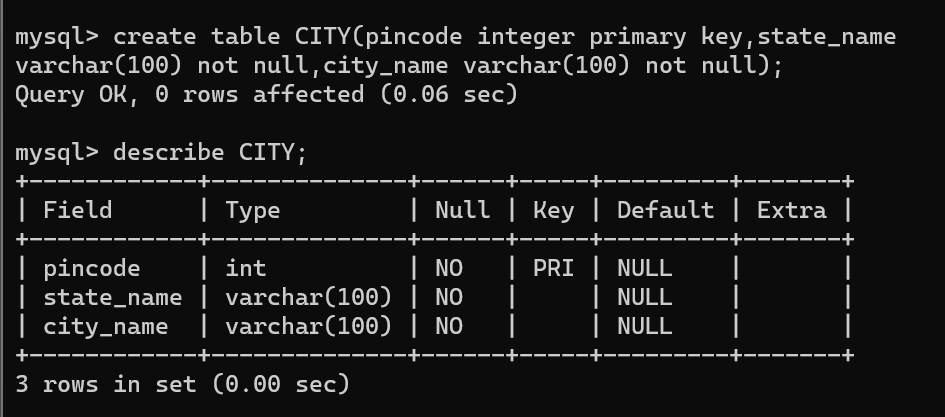 mysql> create table CITY(pincode integer primary key,state_name
varchar(100) not null,city_name varchar(100) not null);
Query OK, 0 rows affected (0.06 sec)
mysql> describe CITY;
+------------+--------------+------+-----+---------+-------+
| Field      | Type         | Null | Key | Default | Extra |
+------------+--------------+------+-----+---------+-------+
| pincode    | int          | NO   | PRI | NULL    |       |
| state_name | varchar(100) | NO   |     | NULL    |       |
| city_name  | varchar(100) | NO   |     | NULL    |       |
+------------+--------------+------+-----+---------+-------+
3 rows in set (0.00 sec)